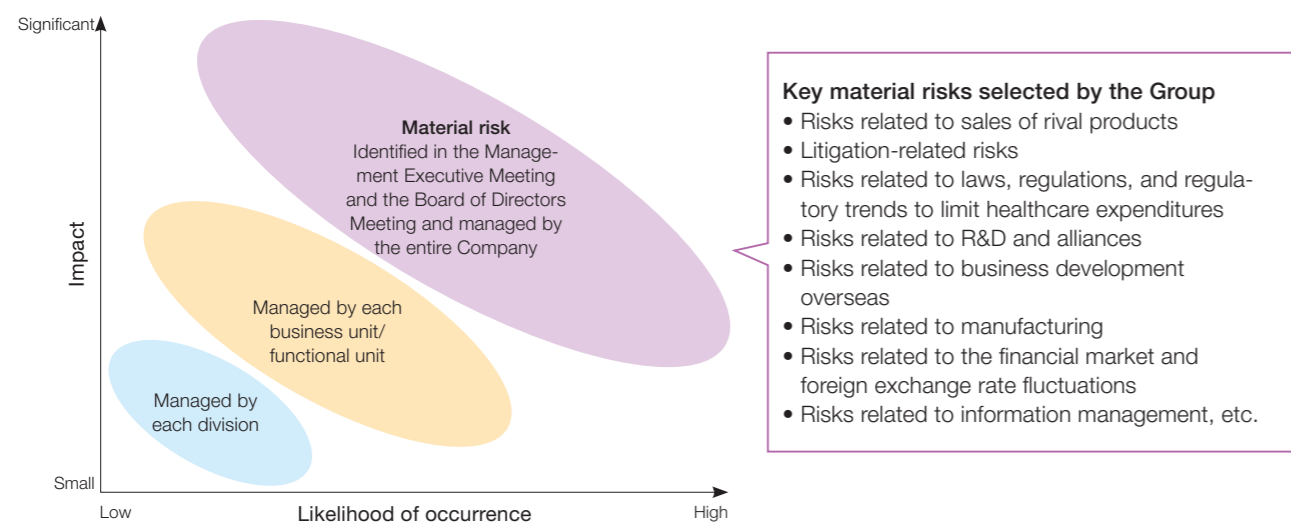 Significant
Impact
Small
Low
Likelihood of occurrence
High
Material risk
Identified in the Manage-
ment Executive Meeting
and the Board of Directors
Meeting and managed by
the entire Company
Managed by each
business unit/
functional unit
Managed by
each division
Key material risks selected by the Group
• Risks related to sales of rival products
• Litigation-related risks
• Risks related to laws, regulations, and regula-
tory trends to limit healthcare expenditures
• Risks related to R&D and alliances
• Risks related to business development
overseas
• Risks related to manufacturing
• Risks related to the financial market and
foreign exchange rate fluctuations
• Risks related to information management, etc.